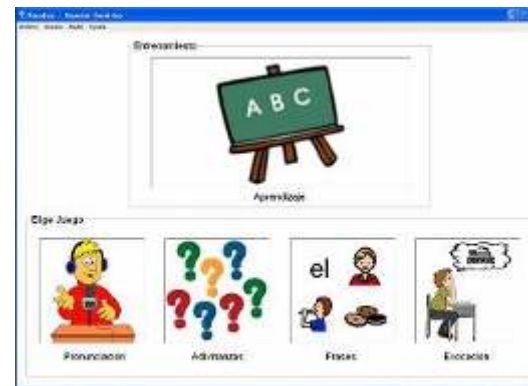 Entrenamiento
A B C
Aprendizaje
Elige Juego
el
Pronunciacion
Adivinanzas
Frases
Evocacion